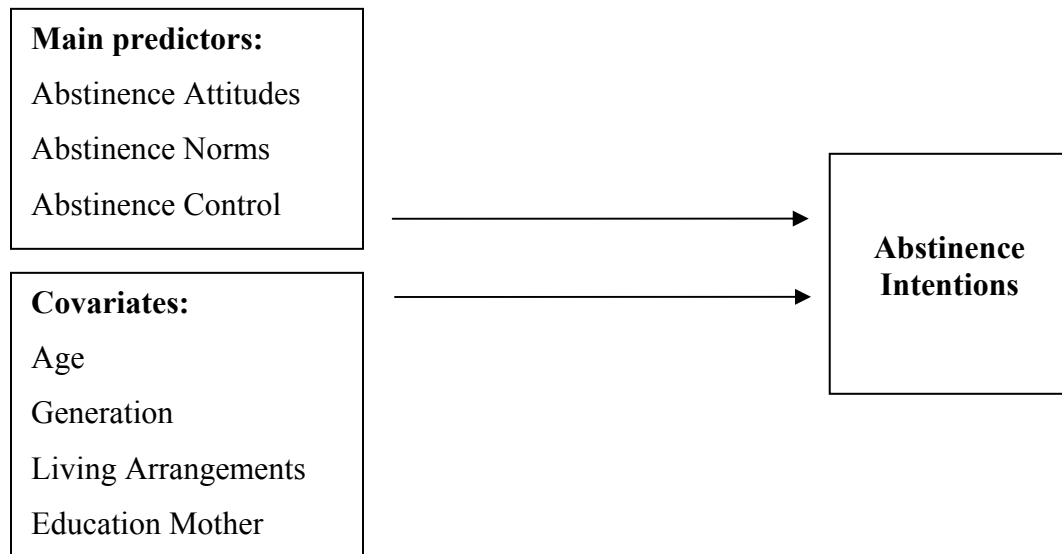 Main predictors:
Abstinence Attitudes
Abstinence Norms
Abstinence Control
Covariates:
Age
Generation
Living Arrangements
Education Mother
Abstinence
Intentions